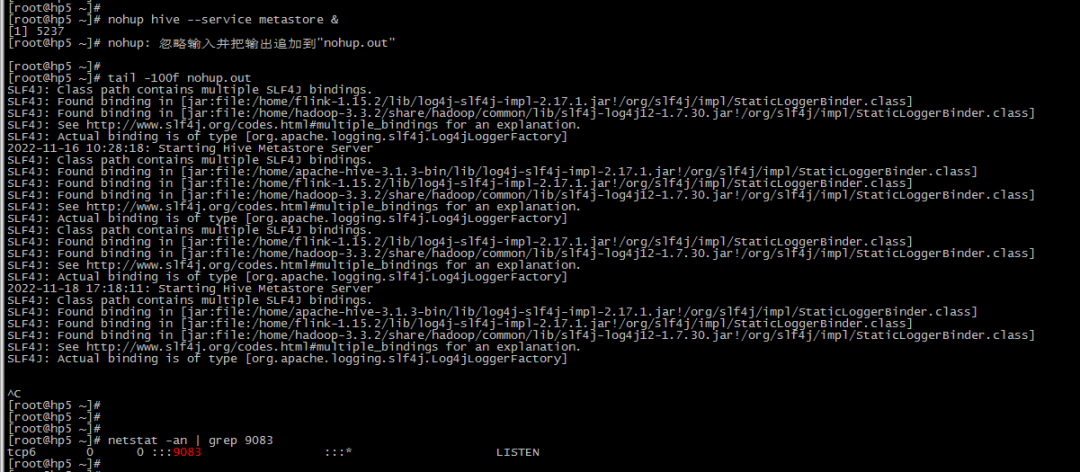 [root@hp5 ~]#
[root@hp5 ~]# nohup hive --service metastore &
[1] 5237
[root@hp5 ~]# nohup: 忽略输入并把输出追加到"nohup.out"
[root@hp5 ~]#
[root@hp5 ~]# tail -100f nohup.out
SLF4J: Class path contains multiple SLF4J bindings.
SLF4J: Found binding in [jar:file:/home/flink-1.15.2/lib/log4j-slf4j-impl-2.17.1.jar!/org/slf4j/impl/StaticLoggerBinder.class]
SLF4J: Found binding in [jar:file:/home/hadoop-3.3.2/share/hadoop/common/lib/slf4j-log4j12-1.7.30.jar!/org/slf4j/impl/StaticLoggerBinder.class]
SLF4J: See http://www.slf4j.org/codes.html#multiple_bindings for an explanation.
SLF4J: Actual binding is of type [org.apache.logging.slf4j.Log4jLoggerFactory]
2022-11-16 10:28:18: Starting Hive Metastore Server
SLF4J: Class path contains multiple SLF4J bindings.
SLF4J: Found binding in [jar:file:/home/apache-hive-3.1.3-bin/lib/log4j-slf4j-impl-2.17.1.jar!/org/slf4j/impl/StaticLoggerBinder.class]
SLF4J: Found binding in [jar:file:/home/flink-1.15.2/lib/log4j-slf4j-impl-2.17.1.jar!/org/slf4j/impl/StaticLoggerBinder.class]
SLF4J: Found binding in [jar:file:/home/hadoop-3.3.2/share/hadoop/common/lib/slf4j-log4j12-1.7.30.jar!/org/slf4j/impl/StaticLoggerBinder.class]
SLF4J: See http://www.slf4j.org/codes.html#multiple_bindings for an explanation.
SLF4J: Actual binding is of type [org.apache.logging.slf4j.Log4jLoggerFactory]
SLF4J: Class path contains multiple SLF4J bindings.
SLF4J: Found binding in [jar:file:/home/flink-1.15.2/lib/log4j-slf4j-impl-2.17.1.jar!/org/slf4j/impl/StaticLoggerBinder.class]
SLF4J: Found binding in [jar:file:/home/hadoop-3.3.2/share/hadoop/common/lib/slf4j-log4j12-1.7.30.jar!/org/slf4j/impl/StaticLoggerBinder.class]
SLF4J: See http://www.slf4j.org/codes.html#multiple_bindings for an explanation.
SLF4J: Actual binding is of type [org.apache.logging.slf4j.Log4jLoggerFactory]
2022-11-18 17:18:11: Starting Hive Metastore Server
SLF4J: Class path contains multiple SLF4J bindings.
SLF4J: Found binding in [jar:file:/home/apache-hive-3.1.3-bin/lib/log4j-slf4j-impl-2.17.1.jar!/org/slf4j/impl/StaticLoggerBinder.class]
SLF4J: Found binding in [jar:file:/home/flink-1.15.2/lib/log4j-slf4j-impl-2.17.1.jar!/org/slf4j/impl/StaticLoggerBinder.class]
SLF4J: Found binding in [jar:file:/home/hadoop-3.3.2/share/hadoop/common/lib/slf4j-log4j12-1.7.30.jar!/org/slf4j/impl/StaticLoggerBinder.class]
SLF4J: See http://www.slf4j.org/codes.html#multiple_bindings for an explanation.
SLF4J: Actual binding is of type [org.apache.logging.slf4j.Log4jLoggerFactory]
^C
[root@hp5 ~]#
[root@hp5 ~]#
[root@hp5 ~]#
[root@hp5 ~]# netstat -an | grep 9083
tcp6       0      0 :::9083                 :::*                    LISTEN
[root@hp5 ~]#